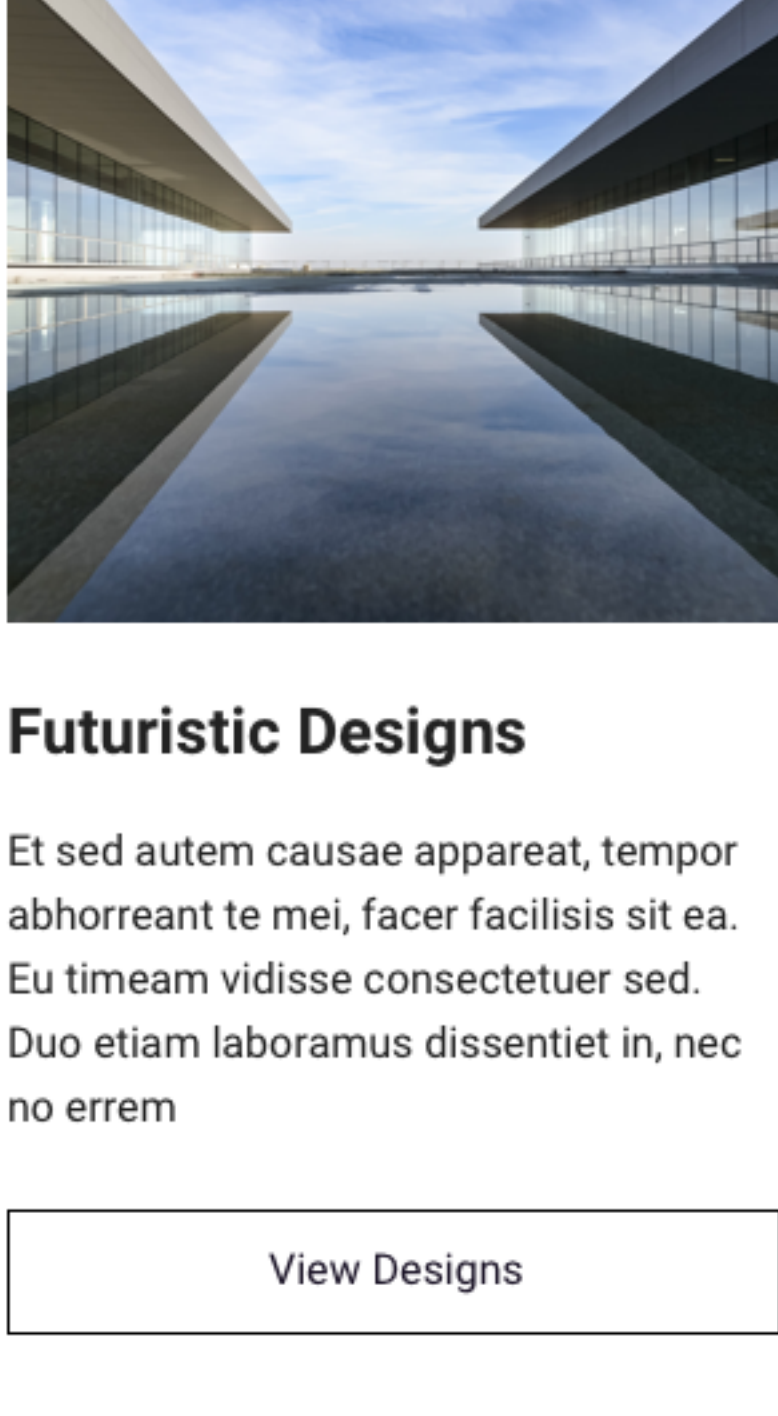 Futuristic Designs
Et sed autem causae appareat, tempor
abhorreant te mei, facer facilisis sit ea.
Eu timeam vidisse consectetuer sed.
Duo etiam laboramus dissentiet in, nec
no errem
View Designs